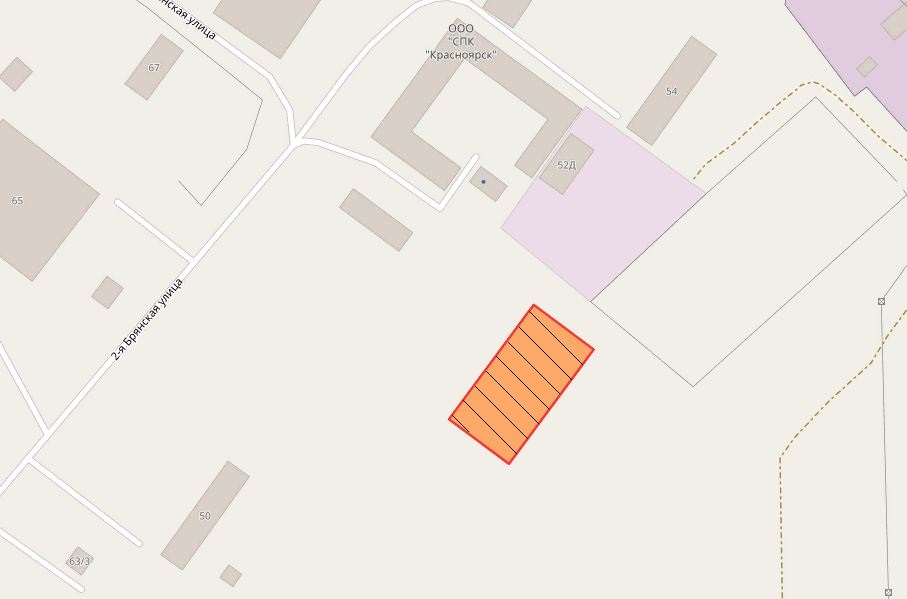 нская улица
ООО
"СПК
"Красноярск"
67
54
52Д
65
2-я Брянская улица
50
63/3